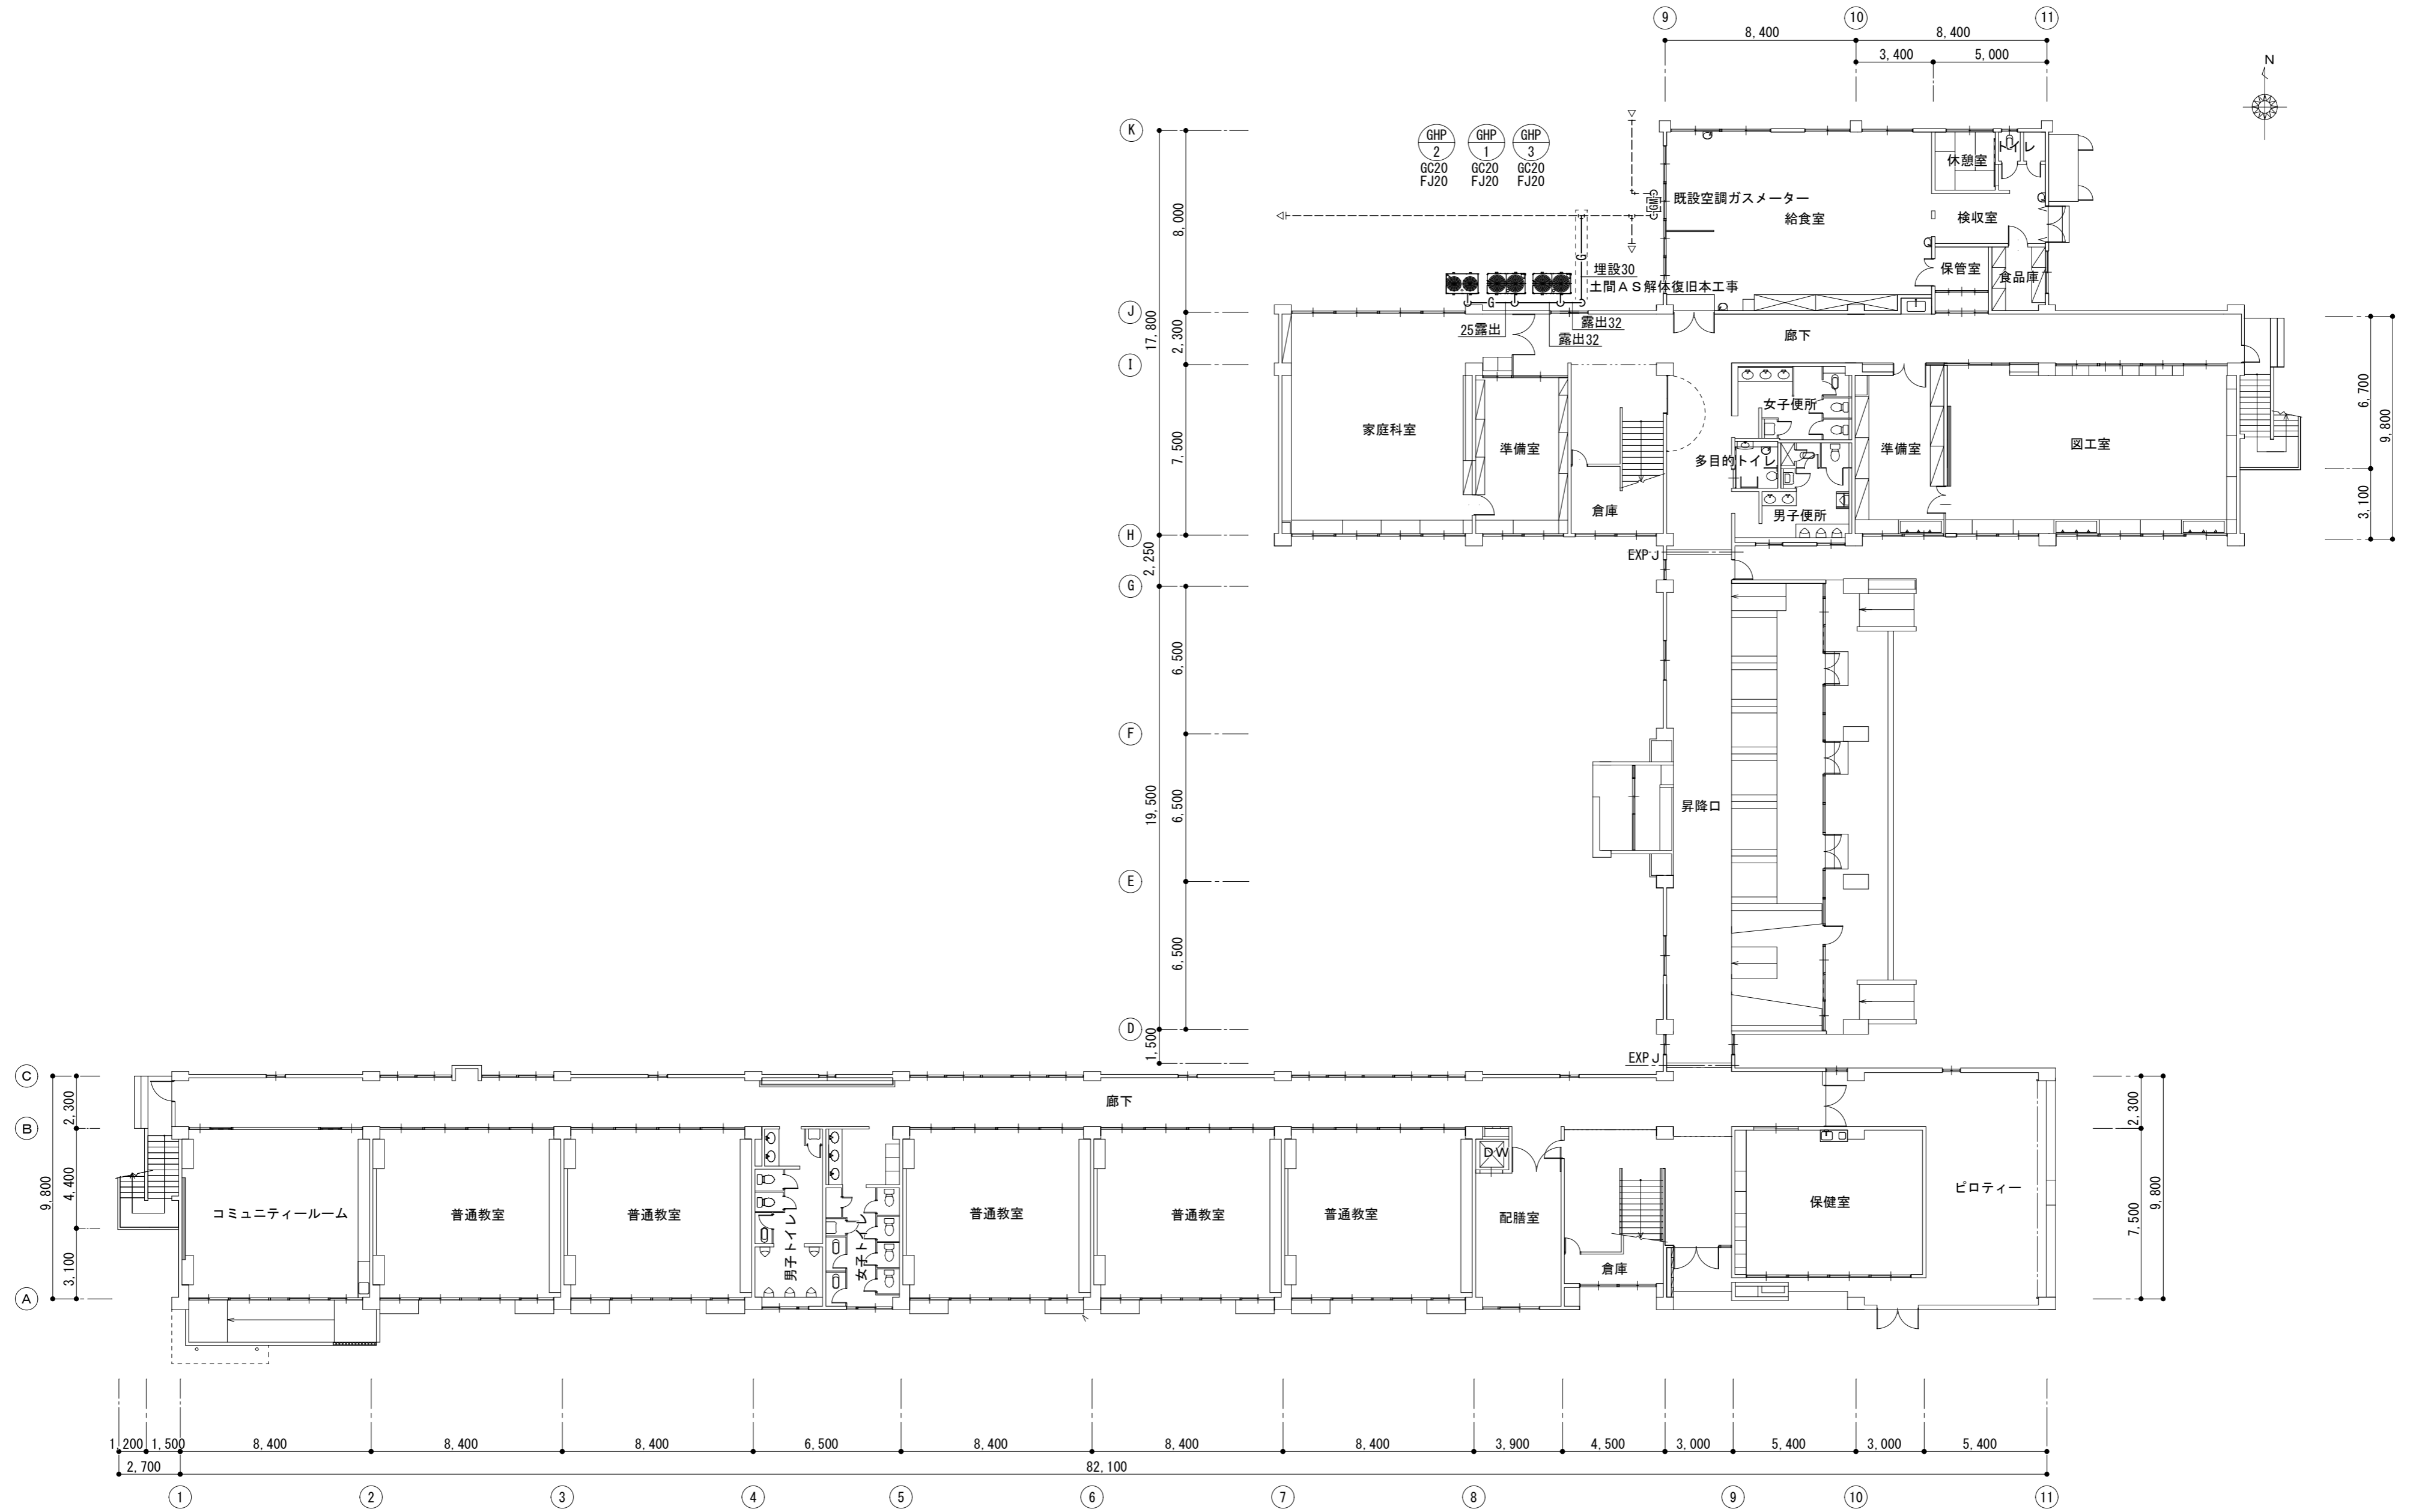 9
10
11
8,400
8,400
3,400
5,000
N
K
GHP
2
GC20
FJ20
GHP
1
GC20
FJ20
GHP
3
GC20
FJ20
GM
既設空調ガスメーター
給食室
休憩室
トイレ
検収室
保管室
食品庫
8,000
G
埋設30
土間AS解体復旧本工事
G
25露出
露出32
露出32
J
17,800
2,300
廊下
I
7,500
家庭科室
準備室
倉庫
女子便所
多目的トイレ
男子便所
準備室
図工室
6,700
9,800
3,100
H
2,250
EXP J
G
6,500
F
19,500
6,500
昇降口
E
6,500
D
1,500
EXP J
C
2,300
廊下
2,300
B
9,800
4,400
コミュニティールーム
普通教室
普通教室
男子トイレ
女子トイレ
普通教室
普通教室
普通教室
DW
配膳室
倉庫
保健室
ピロティー
7,500
9,800
3,100
A
1,200
1,500
8,400
8,400
8,400
6,500
8,400
8,400
8,400
3,900
4,500
3,000
5,400
3,000
5,400
2,700
82,100
1
2
3
4
5
6
7
8
9
10
11